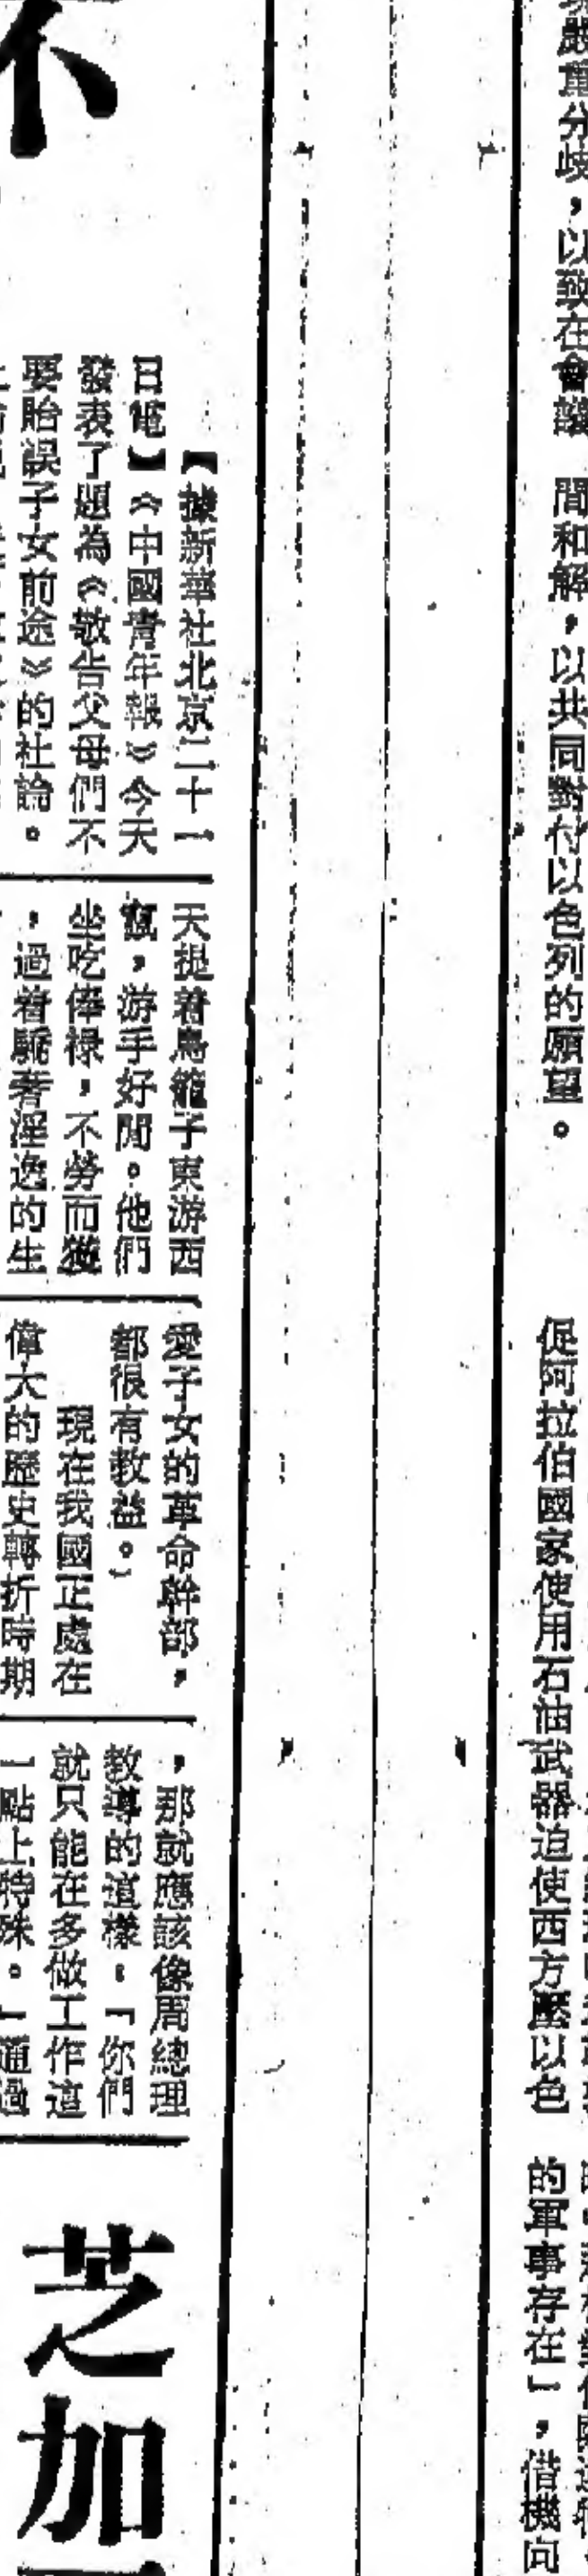 嚴重分歧，以致在會議
間和解，以共同對付以色列的願望。
促阿拉伯國家使用石油武器迫使西方壓以色
的軍事存在」，借機向
不
【據新華社北京二十一
日電】《中國青年報》今天
發表了題為《敬告父母們不
要貽誤子女前途》的社論。
天提着鳥籠子東游西
竄，游手好閒。他們
坐吃俸祿，不勞而獲
，過着驕奢淫逸的生
愛子女的革命幹部，
都很有教益。」
現在我國正處在
偉大的歷史轉折時期
，那就應該像周總理
教導的這樣：「你們
就只能在多做工作這
一點上特殊。」通過
芝加